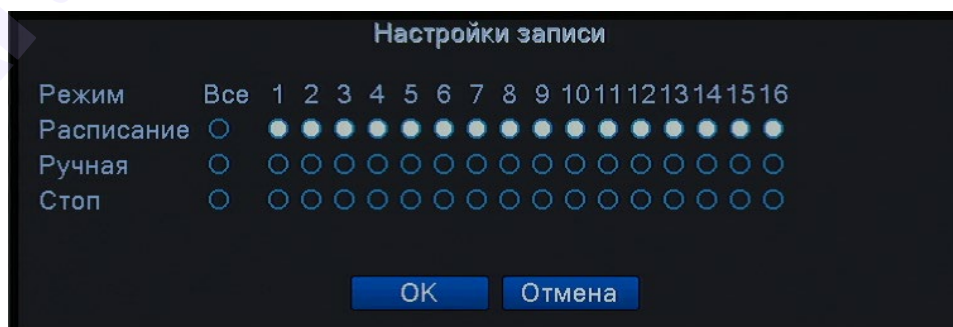 Настройки записи
Режим Все 1 2 3 4 5 6 7 8 9 10 11 12 13 14 15 16
Расписание
Ручная
Стоп
OK Отмена